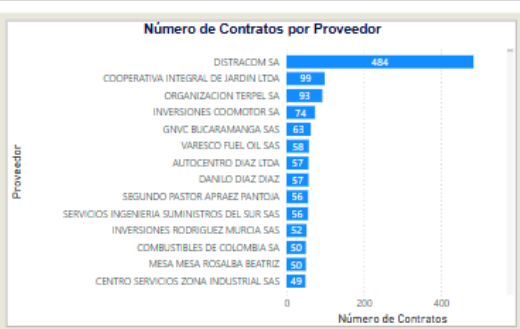 Número de Contratos por Proveedor
DISTRACOM SA 484
COOPERATIVA INTEGRAL DE JARDIN LTDA 99
ORGANIZACION TERPEL SA 93
INVERSIONES COOMOTOR SA 74
GNVC BUCARAMANGA SAS 63
VARESCO FUEL OIL SAS 58
AUTOCENTRO DIAZ LTDA 57
DANILO DIAZ DIAZ 57
SEGUNDO PASTOR APRAEZ PANTOJA 56
SERVICIOS INGENIERIA SUMINISTROS DEL SUR SAS 56
INVERSIONES RODRIGUEZ MURCIA SAS 52
COMBUSTIBLES DE COLOMBIA SA 50
MESA MESA ROSALBA BEATRIZ 50
CENTRO SERVICIOS ZONA INDUSTRIAL SAS 49
Proveedor
0 200 400
Número de Contratos